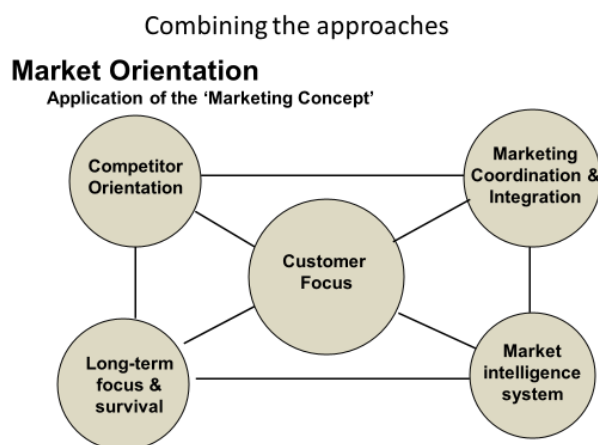 Combining the approaches
Market Orientation
Application of the ‘Marketing Concept’
Competitor
Orientation
Marketing
Coordination &
Integration
Customer
Focus
Long-term
focus &
survival
Market
intelligence
system